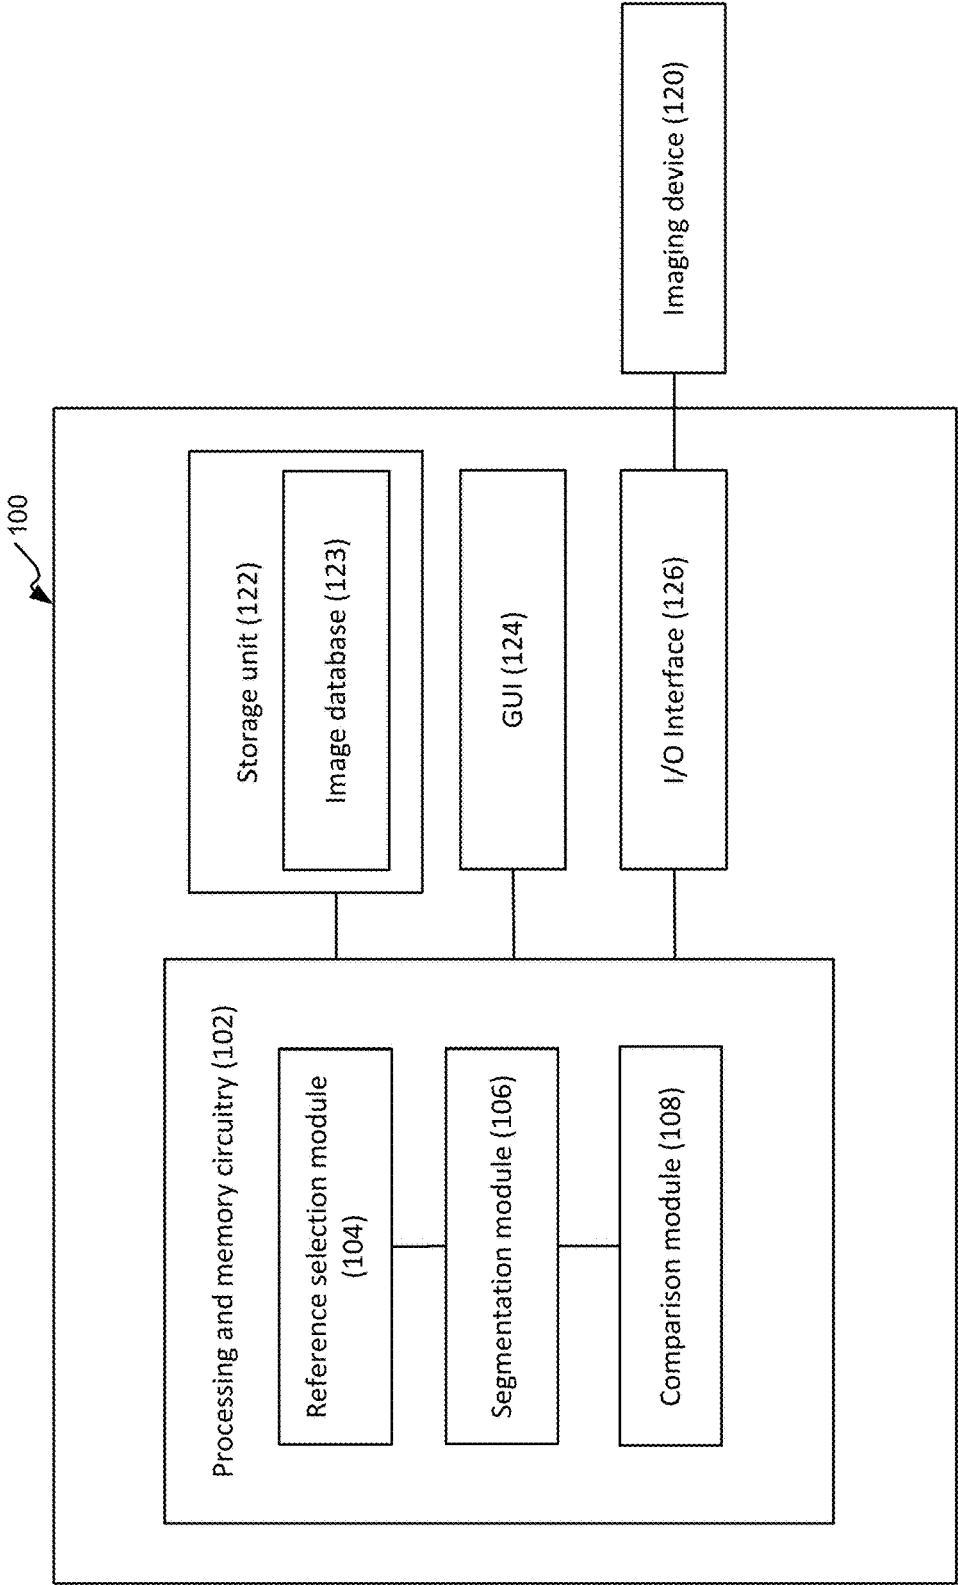 100
Processing and memory circuitry (102)
Reference selection module
(104)
Segmentation module (106)
Comparison module (108)
Storage unit (122)
Image database (123)
GUI (124)
I/O Interface (126)
Imaging device (120)